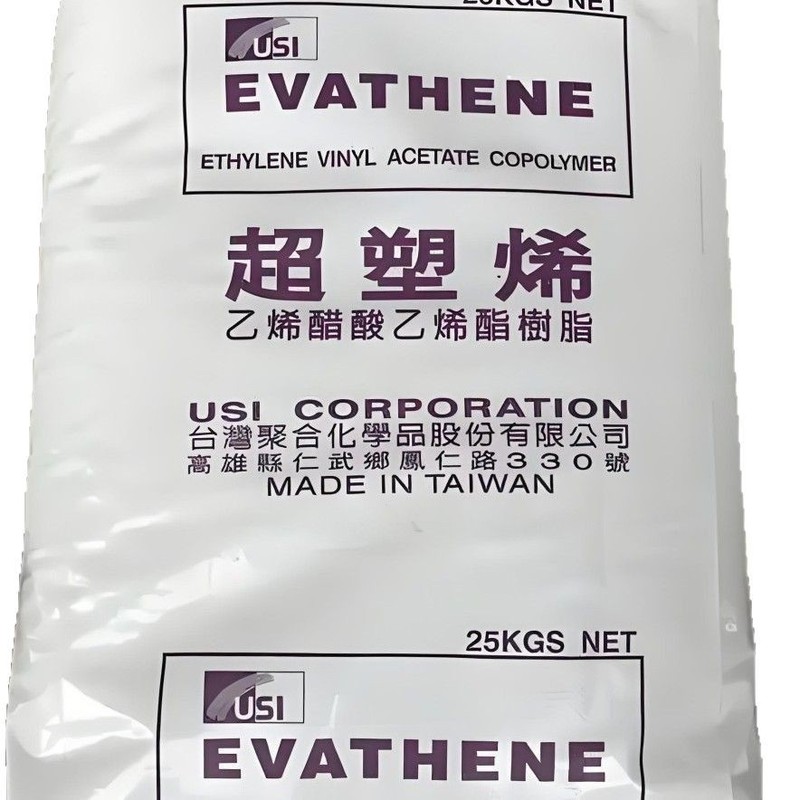 25KGS NET
USI
EVATHENE
ETHYLENE VINYL ACETATE COPOLYMER
超塑烯
乙烯醋酸乙烯酯樹脂
USI CORPORATION
台灣聚合化學品股份有限公司
高雄縣仁武鄉鳳仁路330號
MADE IN TAIWAN
25KGS NET
USI
EVATHENE